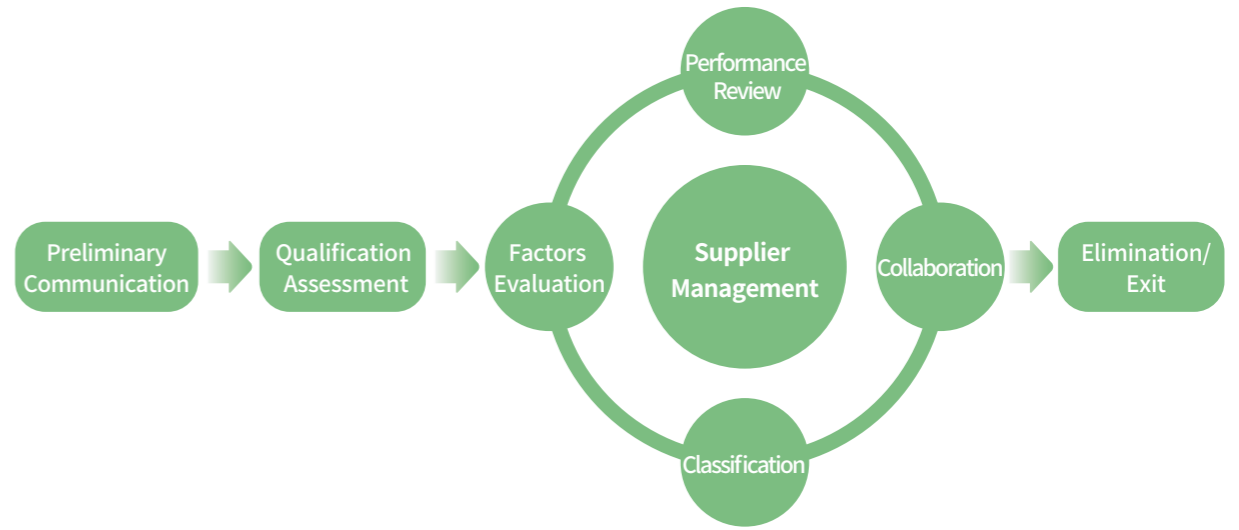 Preliminary
Communication
Qualification
Assessment
Factors
Evaluation
Performance
Review
Supplier
Management
Classification
Collaboration
Elimination/
Exit